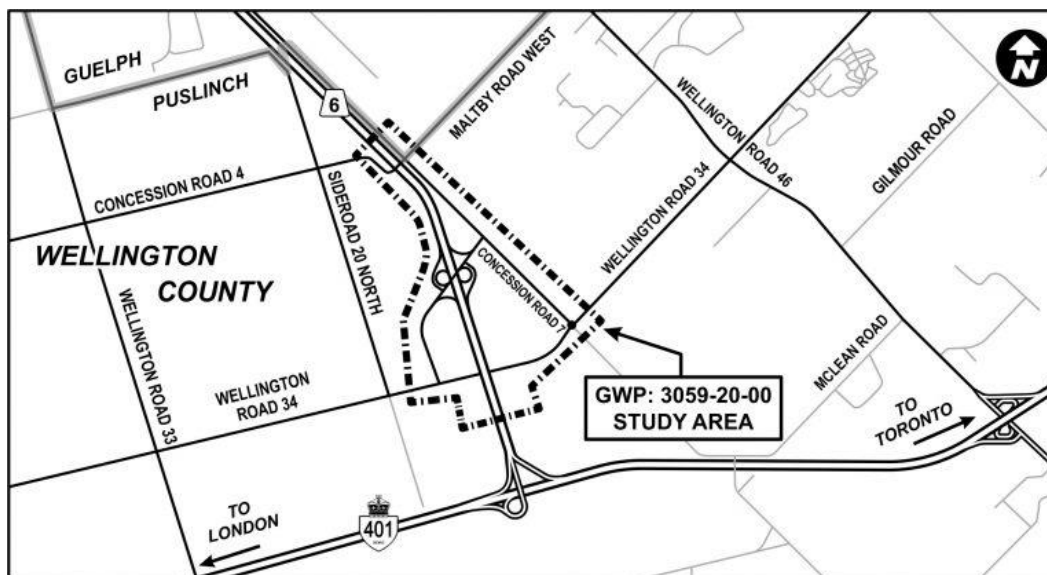 GUELPH
PUSLINCH
6
MALTBY ROAD WEST
N
WELLINGTON ROAD 46
GILMOUR ROAD
CONCESSION ROAD 4
SIDEROAD 20 NORTH
WELLINGTON ROAD 34
WELLINGTON
COUNTY
CONCESSION ROAD 7
WELLINGTON ROAD 33
WELLINGTON
ROAD 34
MCLEAN ROAD
GWP: 3059-20-00
STUDY AREA
TO
TORONTO
TO
LONDON
401